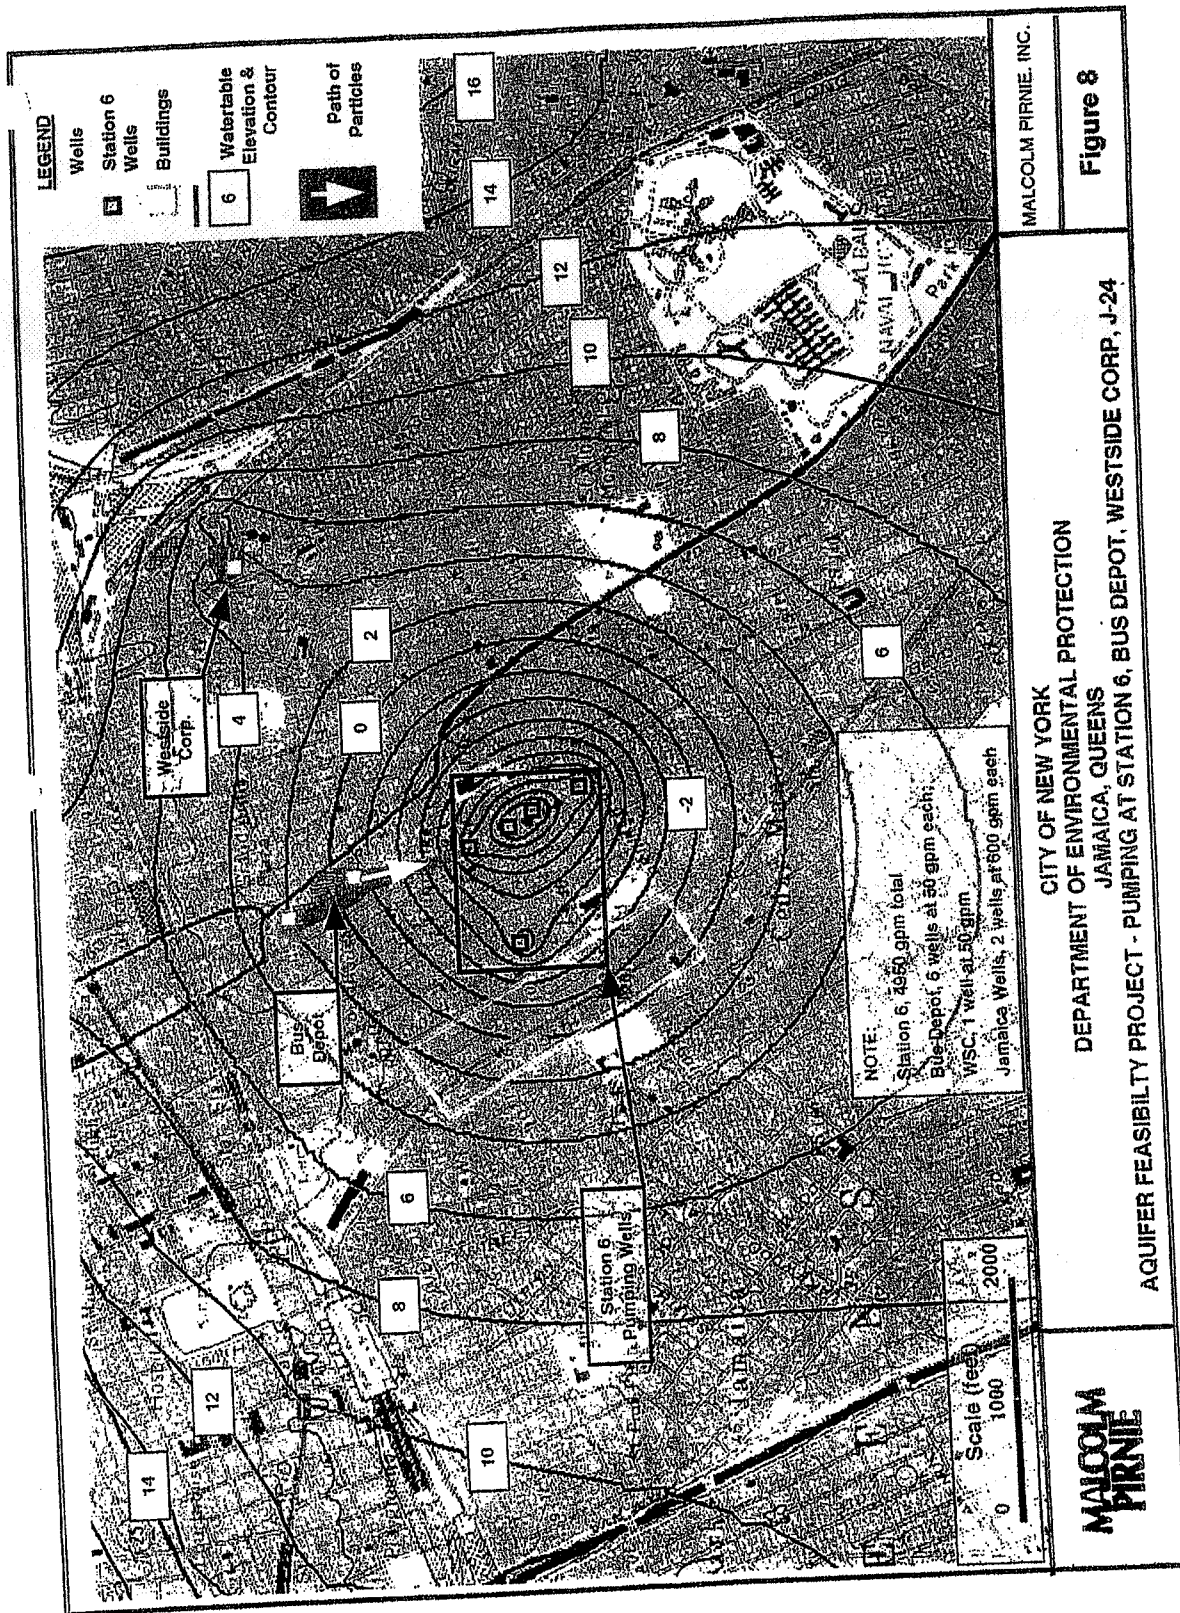 LEGEND
Wells
Station 6
Wells
Buildings
6
Watertable
Elevation &
Contour
Path of
Particles
16
14
12
10
8
6
2
0
4
-2
6
8
10
12
14
Westside
Corp.
Bus
Depot
Station 6
Pumping Wells
Jamaica
Park
NOTE:
Station 6, 4950 gpm total
Bus Depot, 6 wells at 50 gpm each,
WSC, 1 well at 50 gpm
Jamaica Wells, 2 wells at 600 gpm each
Scale (feet)
0 1000 2000
MALCOLM
PIRNIE
CITY OF NEW YORK
DEPARTMENT OF ENVIRONMENTAL PROTECTION
JAMAICA, QUEENS
AQUIFER FEASIBILTY PROJECT - PUMPING AT STATION 6, BUS DEPOT, WESTSIDE CORP, J-24
MALCOLM PIRNIE, INC.
Figure 8